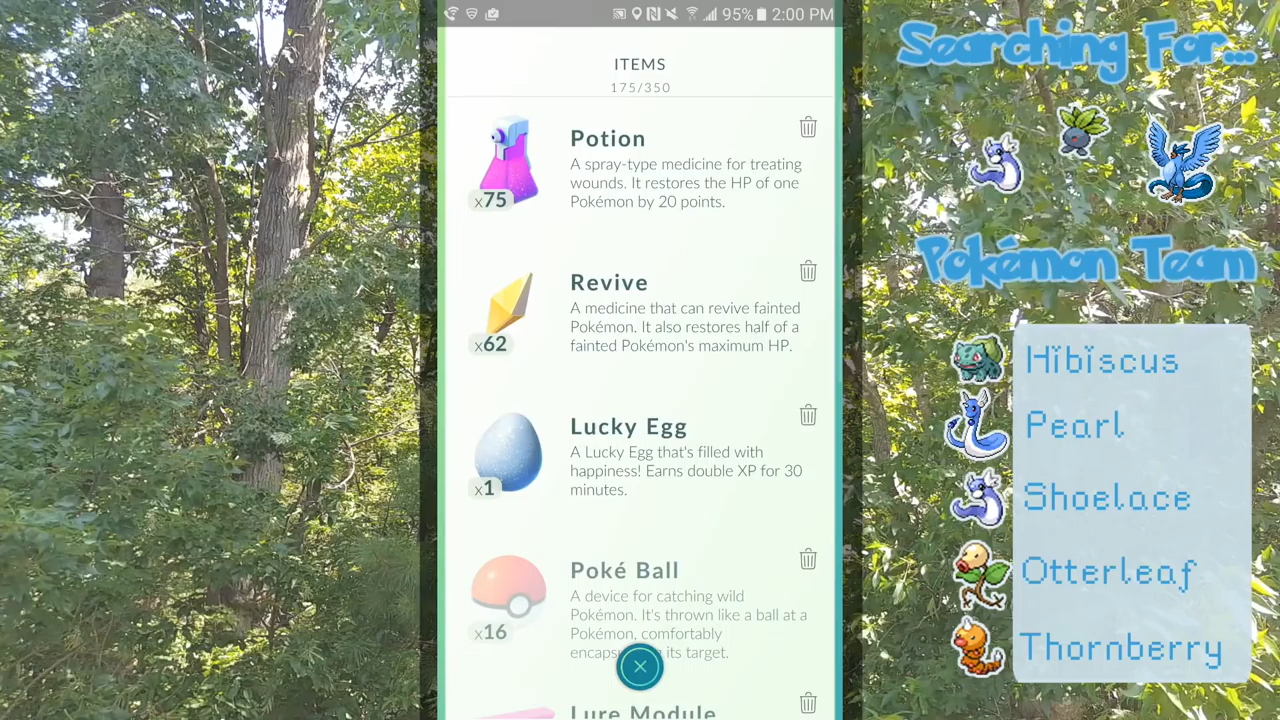 95% 2:00 PM
ITEMS
175/350
Potion
A spray-type medicine for treating
wounds. It restores the HP of one
Pokémon by 20 points.
x75
Revive
A medicine that can revive fainted
Pokémon. It also restores half of a
fainted Pokémon's maximum HP.
x62
Lucky Egg
A Lucky Egg that's filled with
happiness! Earns double XP for 30
minutes.
x1
Poké Ball
A device for catching wild
Pokémon. It's thrown like a ball at a
Pokémon, comfortably
its target.
x16
Lure Module
Searching For...
Pokémon Team
Hibiscus
Pearl
Shoelace
Otterleaf
Thornberry